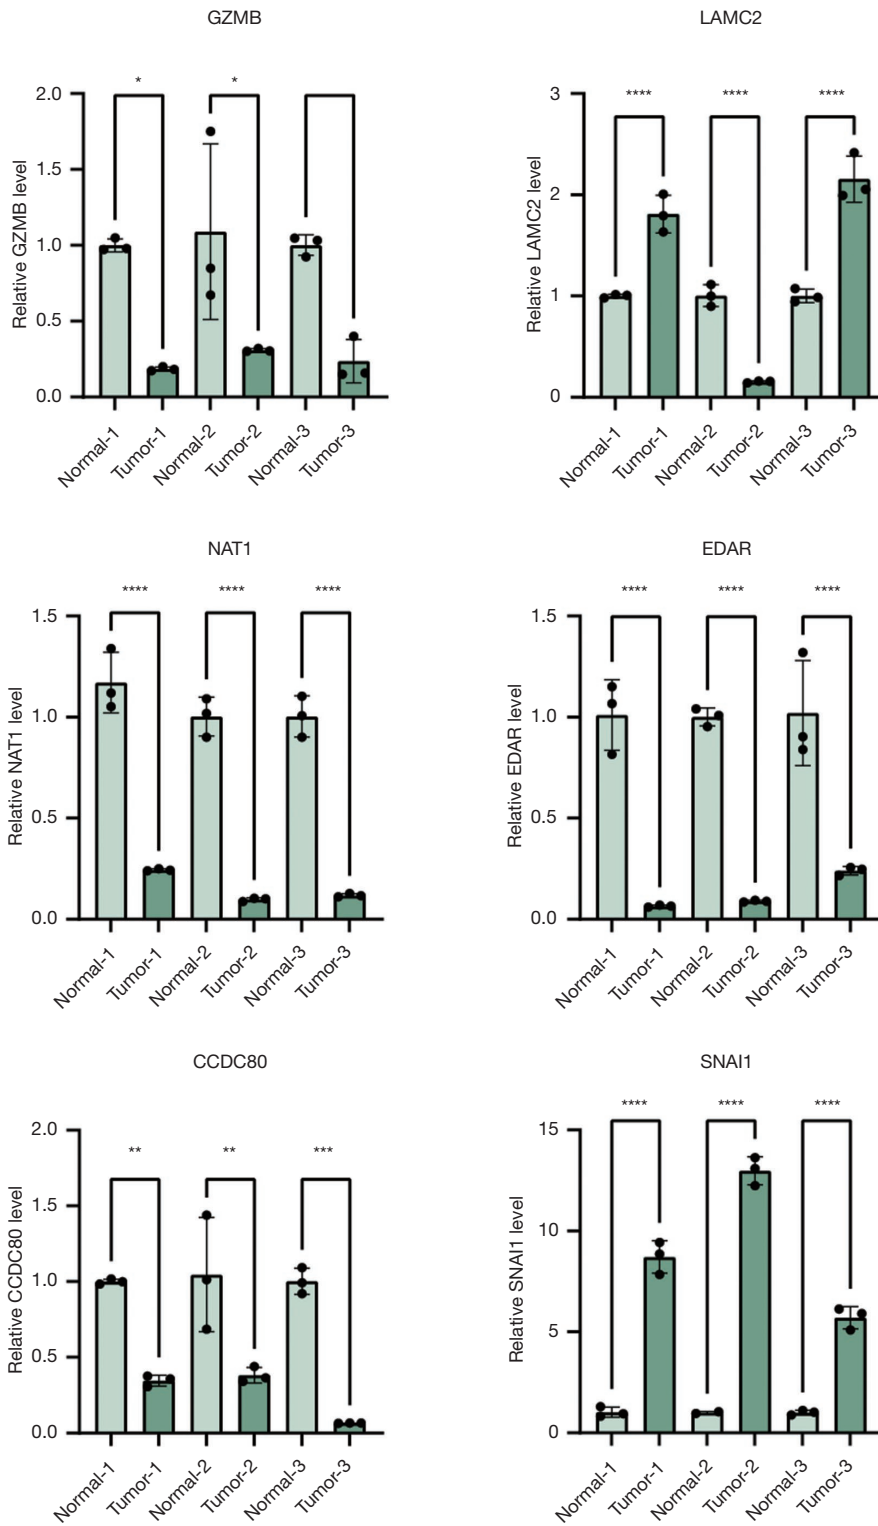 GZMB
* *
Relative GZMB level
2.0
1.5
1.0
0.5
0.0
Normal-1 Tumor-1 Normal-2 Tumor-2 Normal-3 Tumor-3
LAMC2
**** **** ****
Relative LAMC2 level
3
2
1
0
Normal-1 Tumor-1 Normal-2 Tumor-2 Normal-3 Tumor-3
NAT1
**** **** ****
Relative NAT1 level
1.5
1.0
0.5
0.0
Normal-1 Tumor-1 Normal-2 Tumor-2 Normal-3 Tumor-3
EDAR
**** **** ****
Relative EDAR level
1.5
1.0
0.5
0.0
Normal-1 Tumor-1 Normal-2 Tumor-2 Normal-3 Tumor-3
CCDC80
** ** ***
Relative CCDC80 level
2.0
1.5
1.0
0.5
0.0
Normal-1 Tumor-1 Normal-2 Tumor-2 Normal-3 Tumor-3
SNAI1
**** **** ****
Relative SNAI1 level
15
10
5
0
Normal-1 Tumor-1 Normal-2 Tumor-2 Normal-3 Tumor-3